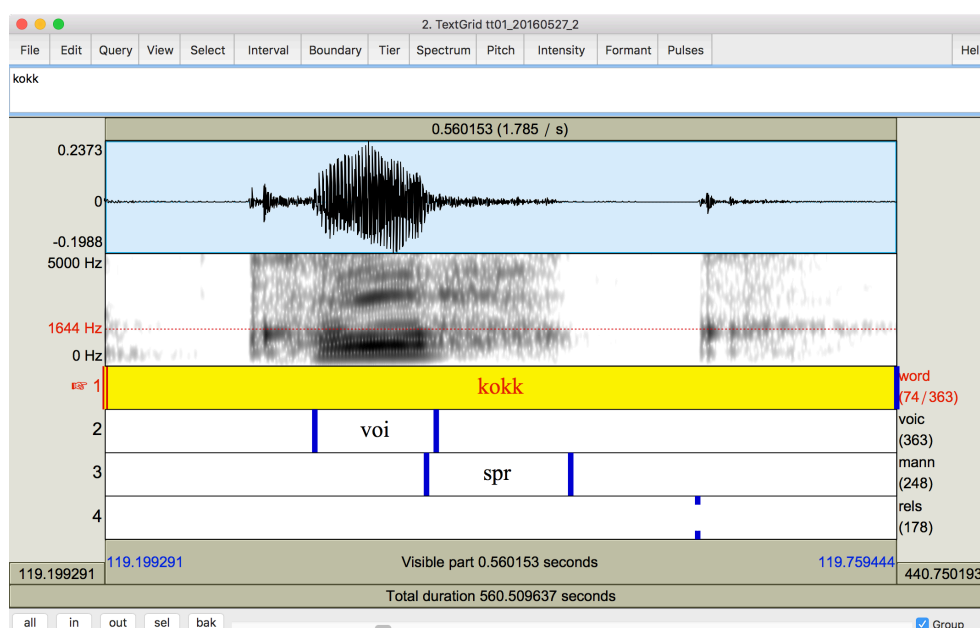 2. TextGrid tt01_20160527_2
File Edit Query View Select Interval Boundary Tier Spectrum Pitch Intensity Formant Pulses Hel
kokk
0.560153 (1.785 / s)
0.2373
0
-0.1988
5000 Hz
1644 Hz
0 Hz
☞ 1 kokk word
(74/363)
2 voi voic
(363)
3 spr mann
(248)
4 rels
(178)
119.199291 Visible part 0.560153 seconds 119.759444
119.199291 440.750193
Total duration 560.509637 seconds
all in out sel bak Group